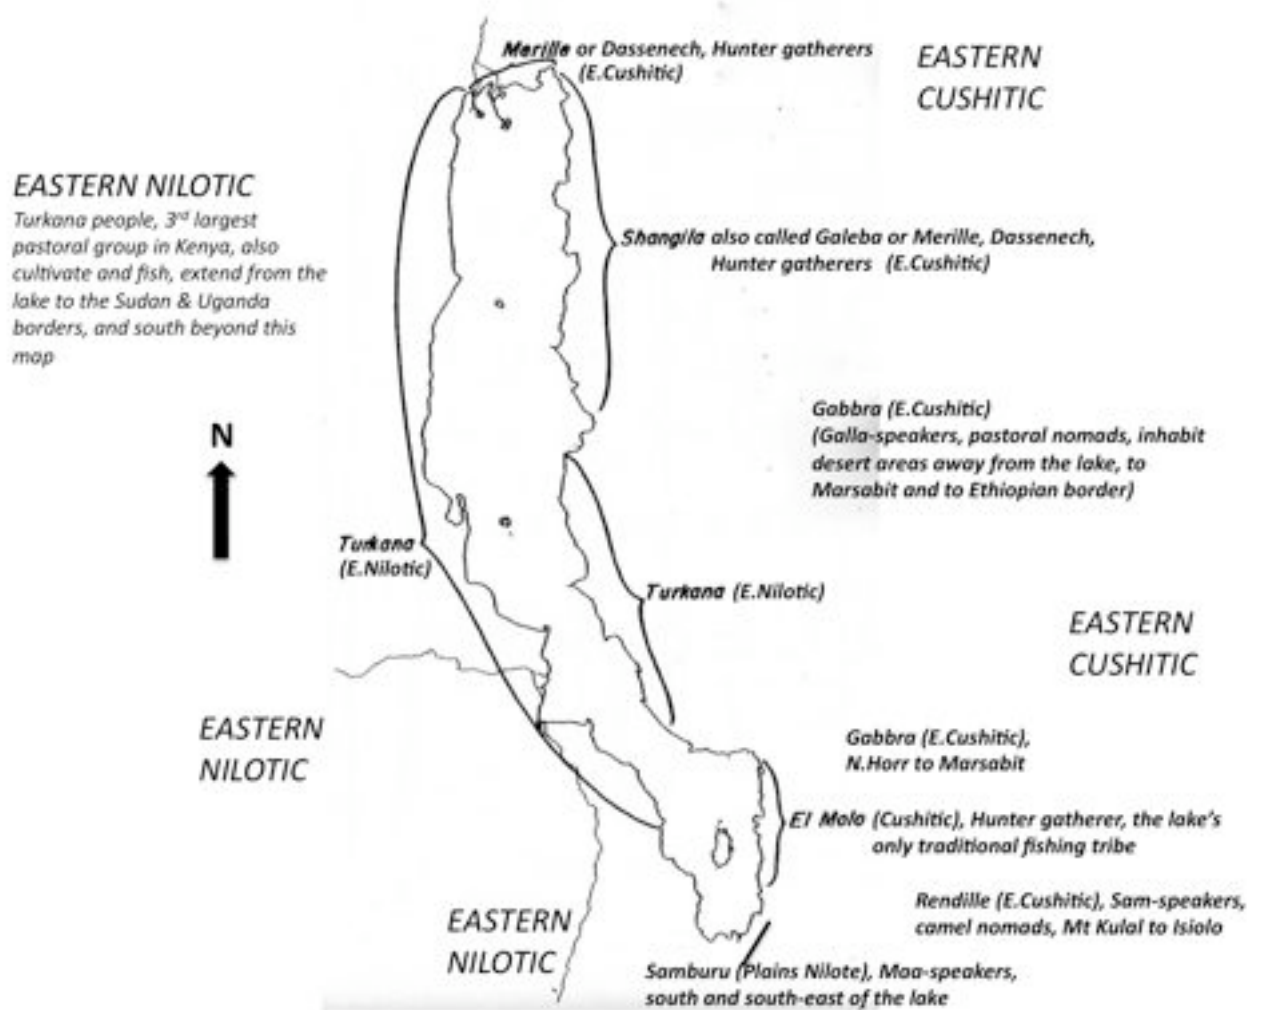 Merille or Dassenech, Hunter gatherers
(E.Cushitic)
EASTERN
CUSHITIC
EASTERN NILOTIC
Turkana people, 3rd largest
pastoral group in Kenya, also
cultivate and fish, extend from the
lake to the Sudan & Uganda
borders, and south beyond this
map
Shangila also called Galeba or Merille, Dassenech,
Hunter gatherers (E.Cushitic)
N
Gabbra (E.Cushitic)
(Galla-speakers, pastoral nomads, inhabit
desert areas away from the lake, to
Marsabit and to Ethiopian border)
Turkana
(E.Nilotic)
Turkana (E.Nilotic)
EASTERN
CUSHITIC
EASTERN
NILOTIC
Gabbra (E.Cushitic),
N.Horr to Marsabit
El Molo (Cushitic), Hunter gatherer, the lake's
only traditional fishing tribe
Rendille (E.Cushitic), Sam-speakers,
camel nomads, Mt Kulal to Isiolo
EASTERN
NILOTIC
Samburu (Plains Nilote), Maa-speakers,
south and south-east of the lake